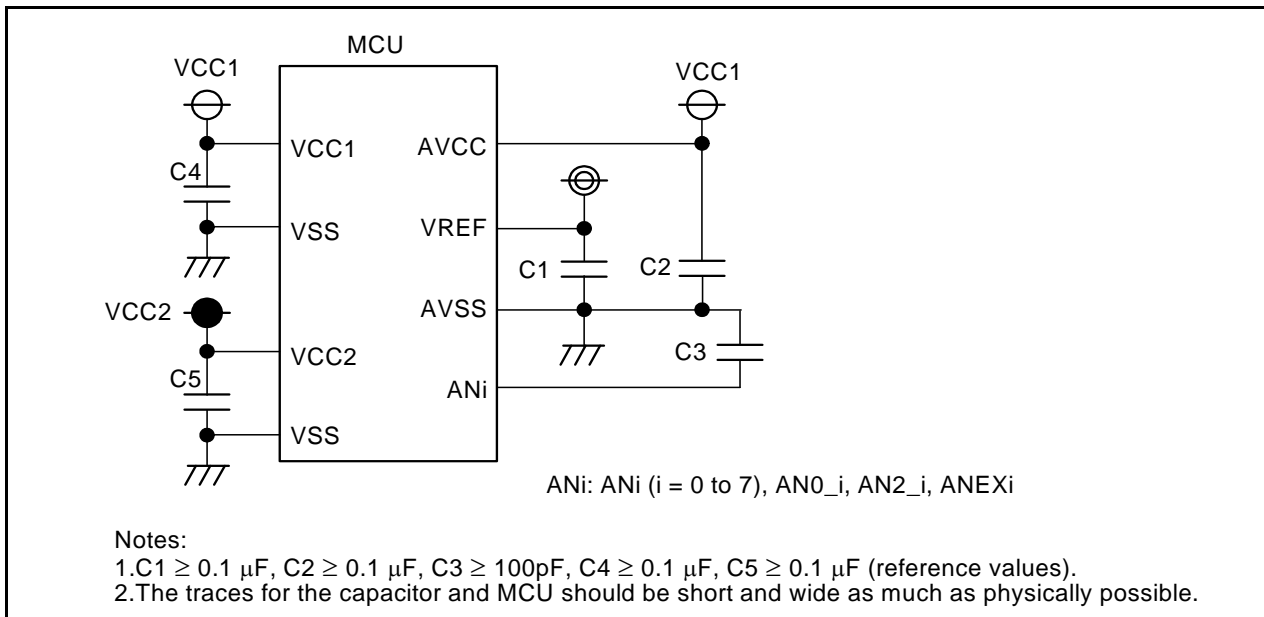 MCU
VCC1
VCC1
VCC1
AVCC
C4
VSS
VREF
C1
C2
VCC2
AVSS
VCC2
C3
C5
ANi
VSS
ANi: ANi (i = 0 to 7), AN0_i, AN2_i, ANEXi
Notes:
1.C1 ≥ 0.1 μF, C2 ≥ 0.1 μF, C3 ≥ 100pF, C4 ≥ 0.1 μF, C5 ≥ 0.1 μF (reference values).
2.The traces for the capacitor and MCU should be short and wide as much as physically possible.